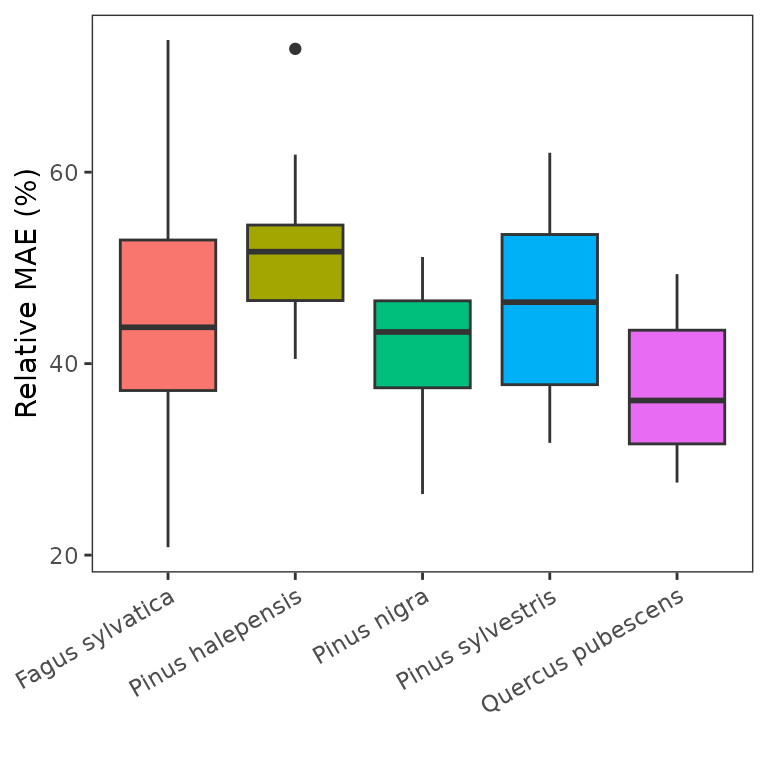 Relative MAE (%)
60
40
20
Fagus sylvatica
Pinus halepensis
Pinus nigra
Pinus sylvestris
Quercus pubescens